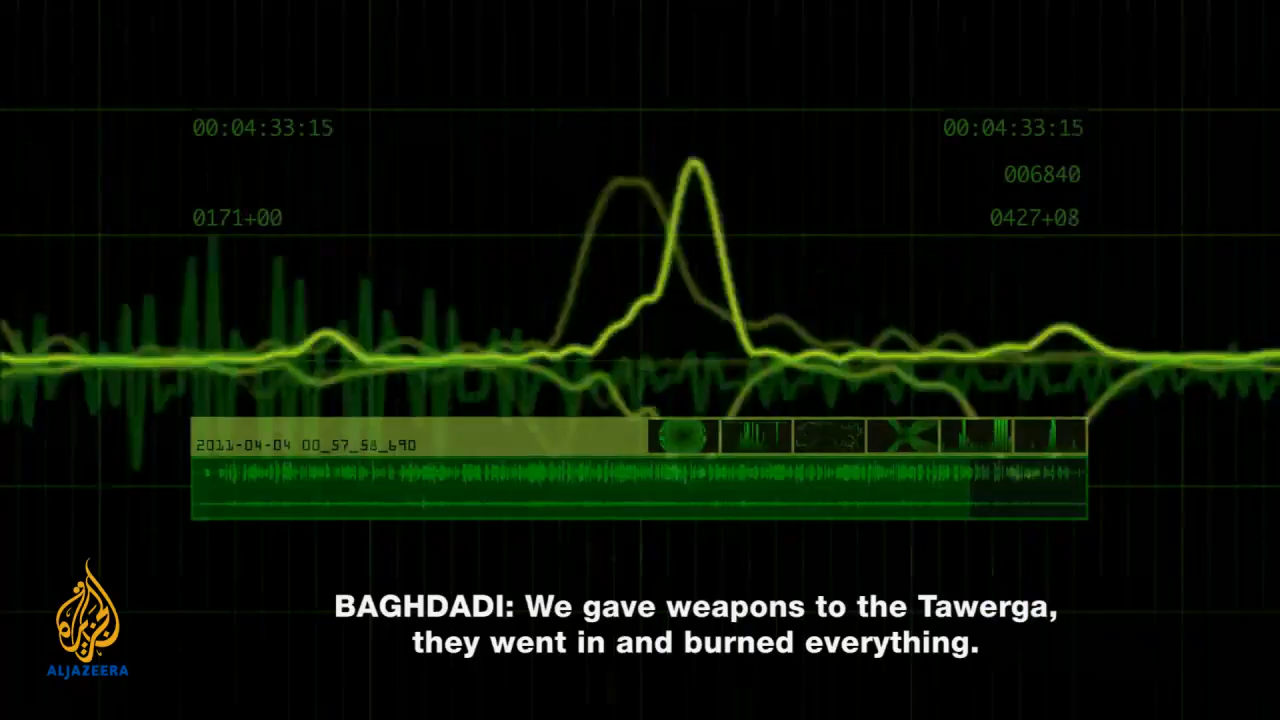 00:04:33:15
00:04:33:15
006840
0171+00
0427+08
2011-04-04 00_57_58_690
BAGHDADI: We gave weapons to the Tawerga,
they went in and burned everything.
الجزيرة
ALJAZEERA